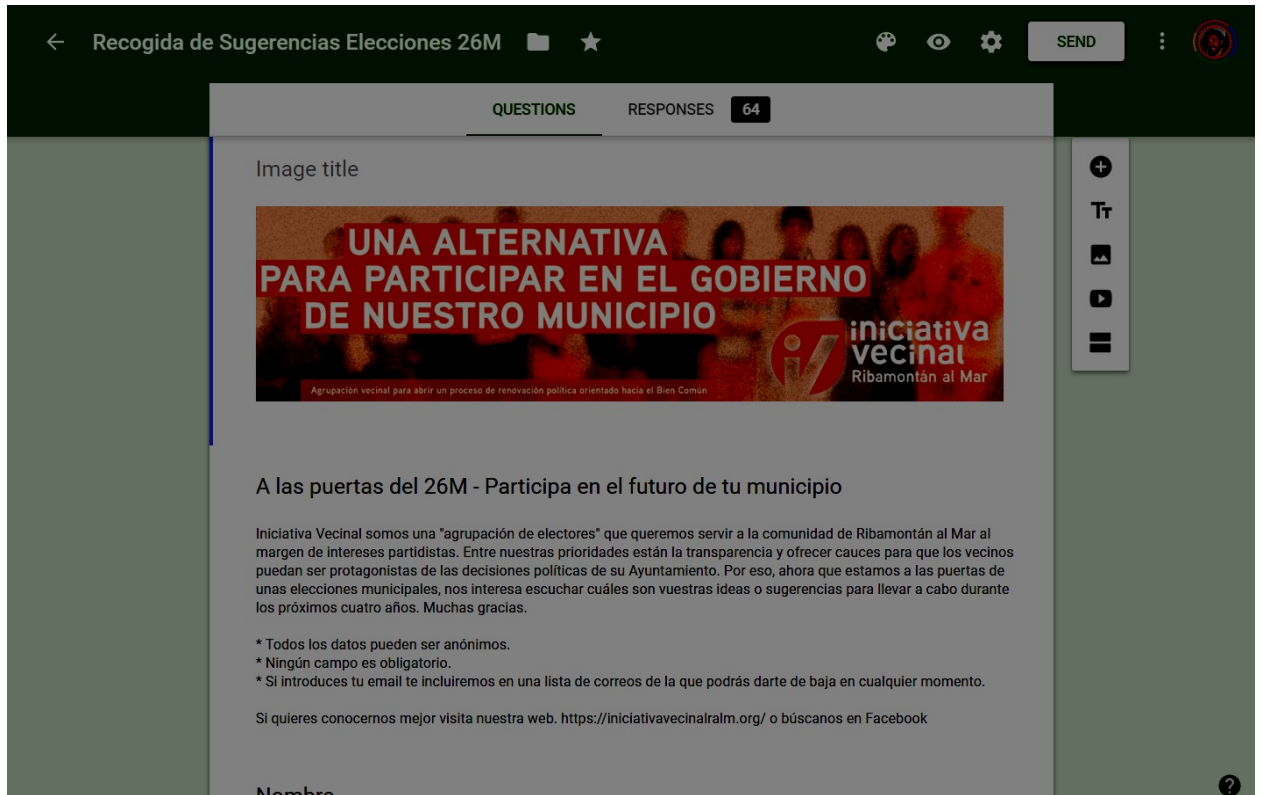 Recogida de Sugerencias Elecciones 26M
SEND
QUESTIONS
RESPONSES 64
Image title
UNA ALTERNATIVA
PARA PARTICIPAR EN EL GOBIERNO
DE NUESTRO MUNICIPIO
iniciativa
vecinal
Ribamontán al Mar
Agrupación vecinal para abrir un proceso de renovación política orientado hacia el Bien Común
A las puertas del 26M - Participa en el futuro de tu municipio
Iniciativa Vecinal somos una "agrupación de electores" que queremos servir a la comunidad de Ribamontán al Mar al
margen de intereses partidistas. Entre nuestras prioridades están la transparencia y ofrecer cauces para que los vecinos
puedan ser protagonistas de las decisiones políticas de su Ayuntamiento. Por eso, ahora que estamos a las puertas de
unas elecciones municipales, nos interesa escuchar cuáles son vuestras ideas o sugerencias para llevar a cabo durante
los próximos cuatro años. Muchas gracias.
* Todos los datos pueden ser anónimos.
* Ningún campo es obligatorio.
* Si introduces tu email te incluiremos en una lista de correos de la que podrás darte de baja en cualquier momento.
Si quieres conocernos mejor visita nuestra web. https://iniciativavecinalralm.org/ o búscanos en Facebook
Nombre